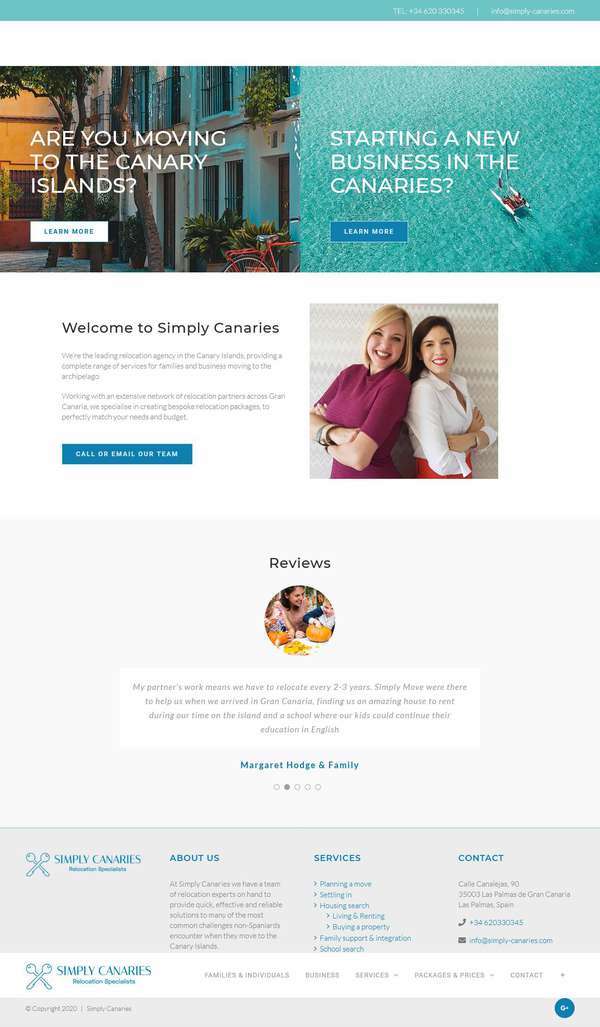 TEL: +34 620 330345 | info@simply-canaries.com
ARE YOU MOVING
TO THE CANARY
ISLANDS?
LEARN MORE
STARTING A NEW
BUSINESS IN THE
CANARIES?
LEARN MORE
Welcome to Simply Canaries
We're the leading relocation agency in the Canary Islands, providing a
complete range of services for families and business moving to the
archipelago.
Working with an extensive network of relocation partners across Gran
Canaria, we specialise in creating bespoke relocation packages, to
perfectly match your needs and budget.
CALL OR EMAIL OUR TEAM
Reviews
My partner's work means we have to relocate every 2-3 years. Simply Move were there
to help us when we arrived in Gran Canaria, finding us an amazing house to rent
during our time on the island and a school where our kids could continue their
education in English
Margaret Hodge & Family
SIMPLY CANARIES
Relocation Specialists
ABOUT US
At Simply Canaries we have a team
of relocation experts on hand to
provide quick, effective and reliable
solutions to many of the most
common challenges non-Spaniards
encounter when they move to the
Canary Islands.
SERVICES
Planning a move
Settling in
Housing search
Living & Renting
Buying a property
Family support & integration
School search
CONTACT
Calle Canalejas, 90
35003 Las Palmas de Gran Canaria
Las Palmas, Spain
+34 620330345
info@simply-canaries.com
SIMPLY CANARIES
Relocation Specialists
FAMILIES & INDIVIDUALS BUSINESS SERVICES PACKAGES & PRICES CONTACT +
© Copyright 2020 | Simply Canaries
G+